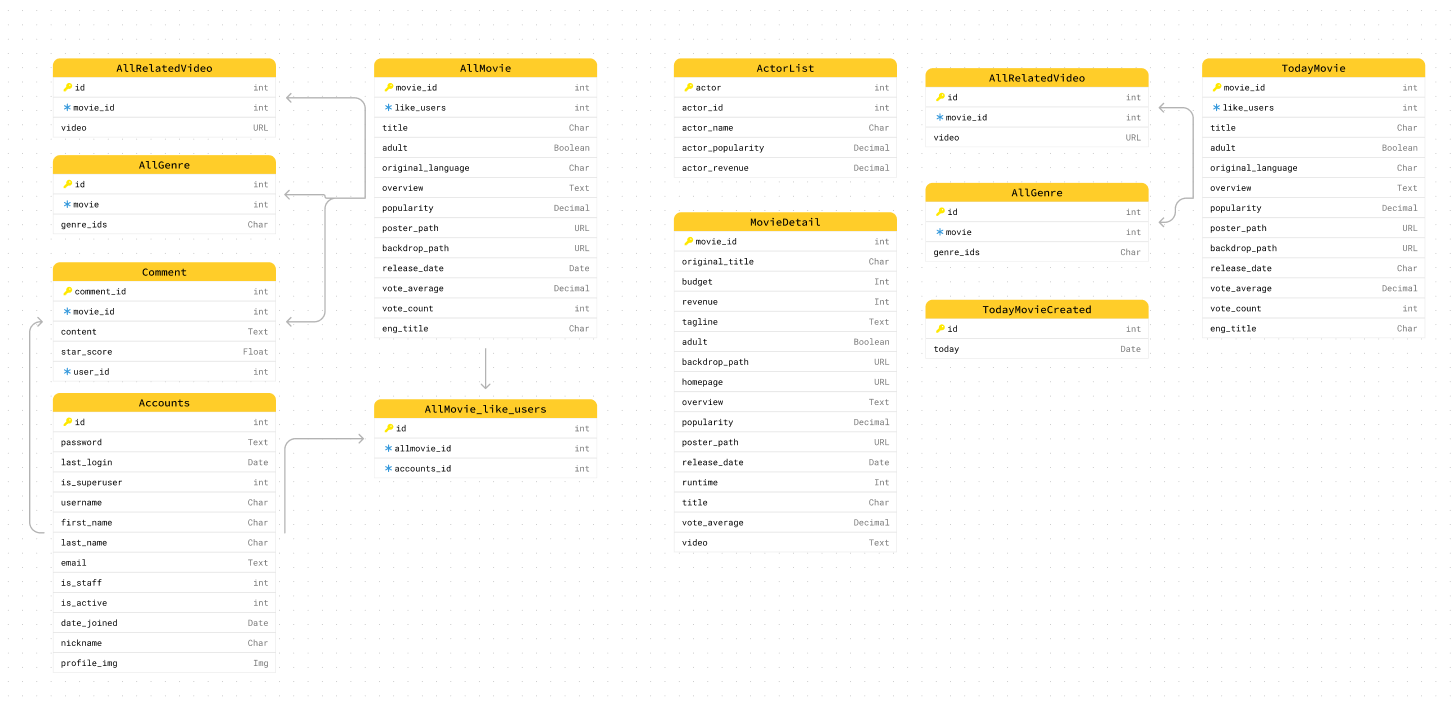 AllRelatedVideo
id int
movie_id int
video URL
AllGenre
id int
movie int
genre_ids Char
Comment
comment_id int
movie_id int
content Text
star_score Float
user_id int
Accounts
id int
password Text
last_login Date
is_superuser int
username Char
first_name Char
last_name Char
email Text
is_staff int
is_active int
date_joined Date
nickname Char
profile_img Img
AllMovie
movie_id int
like_users int
title Char
adult Boolean
original_language Char
overview Text
popularity Decimal
poster_path URL
backdrop_path URL
release_date Date
vote_average Decimal
vote_count int
eng_title Char
AllMovie_like_users
id int
allmovie_id int
accounts_id int
ActorList
actor int
actor_id int
actor_name Char
actor_popularity Decimal
actor_revenue Decimal
MovieDetail
movie_id int
original_title Char
budget Int
revenue Int
tagline Text
adult Boolean
backdrop_path URL
homepage URL
overview Text
popularity Decimal
poster_path URL
release_date Date
runtime Int
title Char
vote_average Decimal
video Text
AllRelatedVideo
id int
movie_id int
video URL
AllGenre
id int
movie int
genre_ids Char
TodayMovieCreated
id int
today Date
TodayMovie
movie_id int
like_users int
title Char
adult Boolean
original_language Char
overview Text
popularity Decimal
poster_path URL
backdrop_path URL
release_date Char
vote_average Decimal
vote_count int
eng_title Char